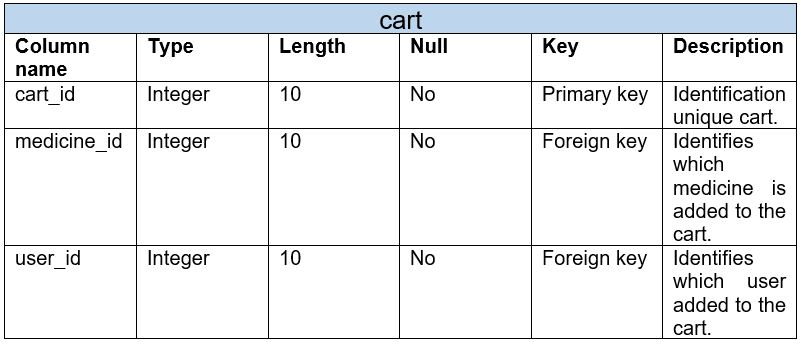 cart
Column name Type Length Null Key Description
cart_id Integer 10 No Primary key Identification
unique cart.
medicine_id Integer 10 No Foreign key Identifies
which
medicine is
added to the
cart.
user_id Integer 10 No Foreign key Identifies
which user
added to the
cart.